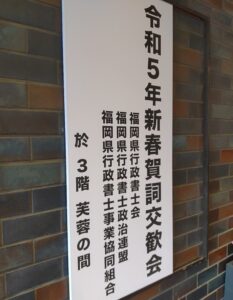 令和5年新春賀詞交歓会
福岡県行政書士会
福岡県行政書士政治連盟
福岡県行政書士事業協同組合
於 3階 芙蓉の間